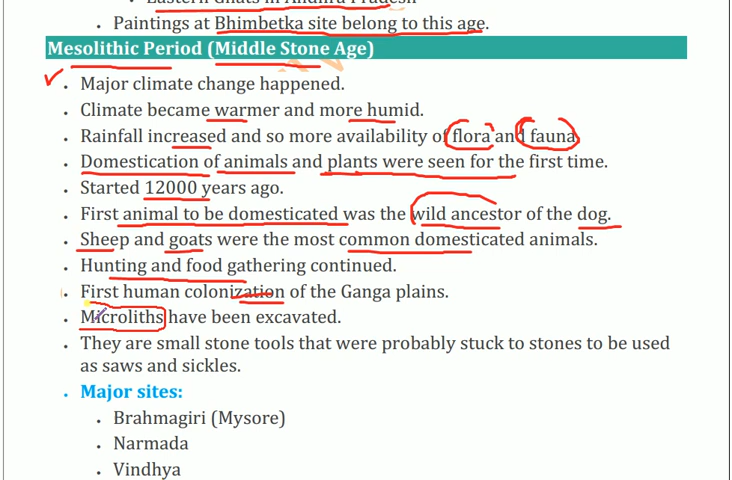 Eastern Ghats in Andhra Pradesh
• Paintings at Bhimbetka site belong to this age.
Mesolithic Period (Middle Stone Age)
• Major climate change happened.
• Climate became warmer and more humid.
• Rainfall increased and so more availability of flora and fauna
• Domestication of animals and plants were seen for the first time.
• Started 12000 years ago.
• First animal to be domesticated was the wild ancestor of the dog.
• Sheep and goats were the most common domesticated animals.
• Hunting and food gathering continued.
• First human colonization of the Ganga plains.
• Microliths have been excavated.
• They are small stone tools that were probably stuck to stones to be used
as saws and sickles.
• Major sites:
• Brahmagiri (Mysore)
• Narmada
• Vindhya